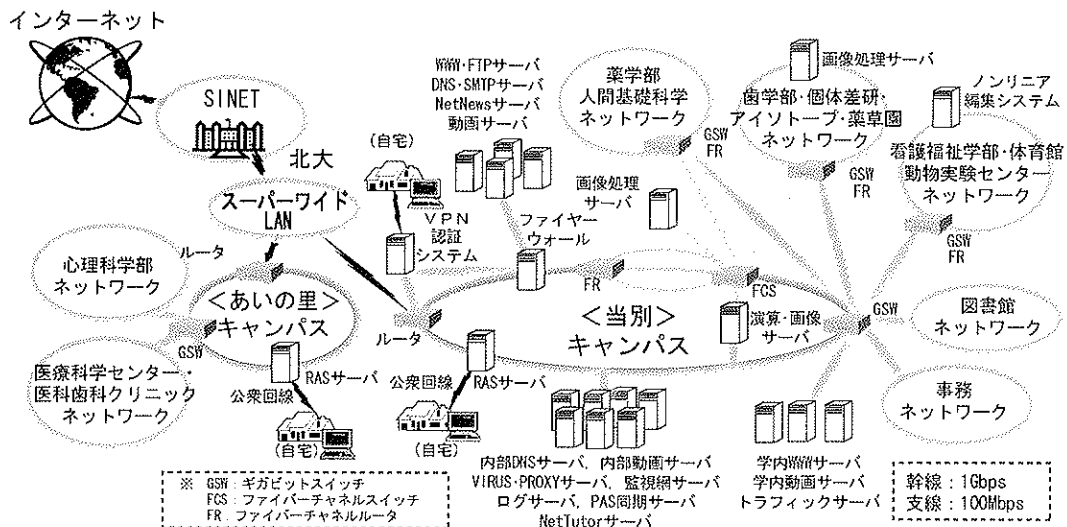 インターネット
SINET
北大
スーパーワイド
LAN
ルータ
心理科学部
ネットワーク
<あいの里>
キャンパス
GSW
医療科学センター・
医科歯科クリニック
ネットワーク
RASサーバ
公衆回線
(自宅)
(自宅)
VPN
認証
システム
WWW・FTPサーバ
DNS・SMTPサーバ
NetNewsサーバ
動画サーバ
ファイヤー
ウォール
ルータ
<当別>
キャンパス
FR
FCS
画像処理
サーバ
演算・画像
サーバ
薬学部
人間基礎科学
ネットワーク
GSW
FR
画像処理サーバ
歯学部・個体差研・
アイソトープ・薬草園
ネットワーク
GSW
FR
ノンリニア
編集システム
看護福祉学部・体育館
動物実験センター
ネットワーク
GSW
FR
GSW
図書館
ネットワーク
事務
ネットワーク
公衆回線
RASサーバ
(自宅)
内部DNSサーバ, 内部動画サーバ
VIRUS・PROXYサーバ, 監視網サーバ
ログサーバ, PAS同期サーバ
NetTutorサーバ
学内WWWサーバ
学内動画サーバ
トラフィックサーバ
※ GSW:ギガビットスイッチ
FCS:ファイバーチャネルスイッチ
FR:ファイバーチャネルルータ
幹線:1Gbps
支線:100Mbps